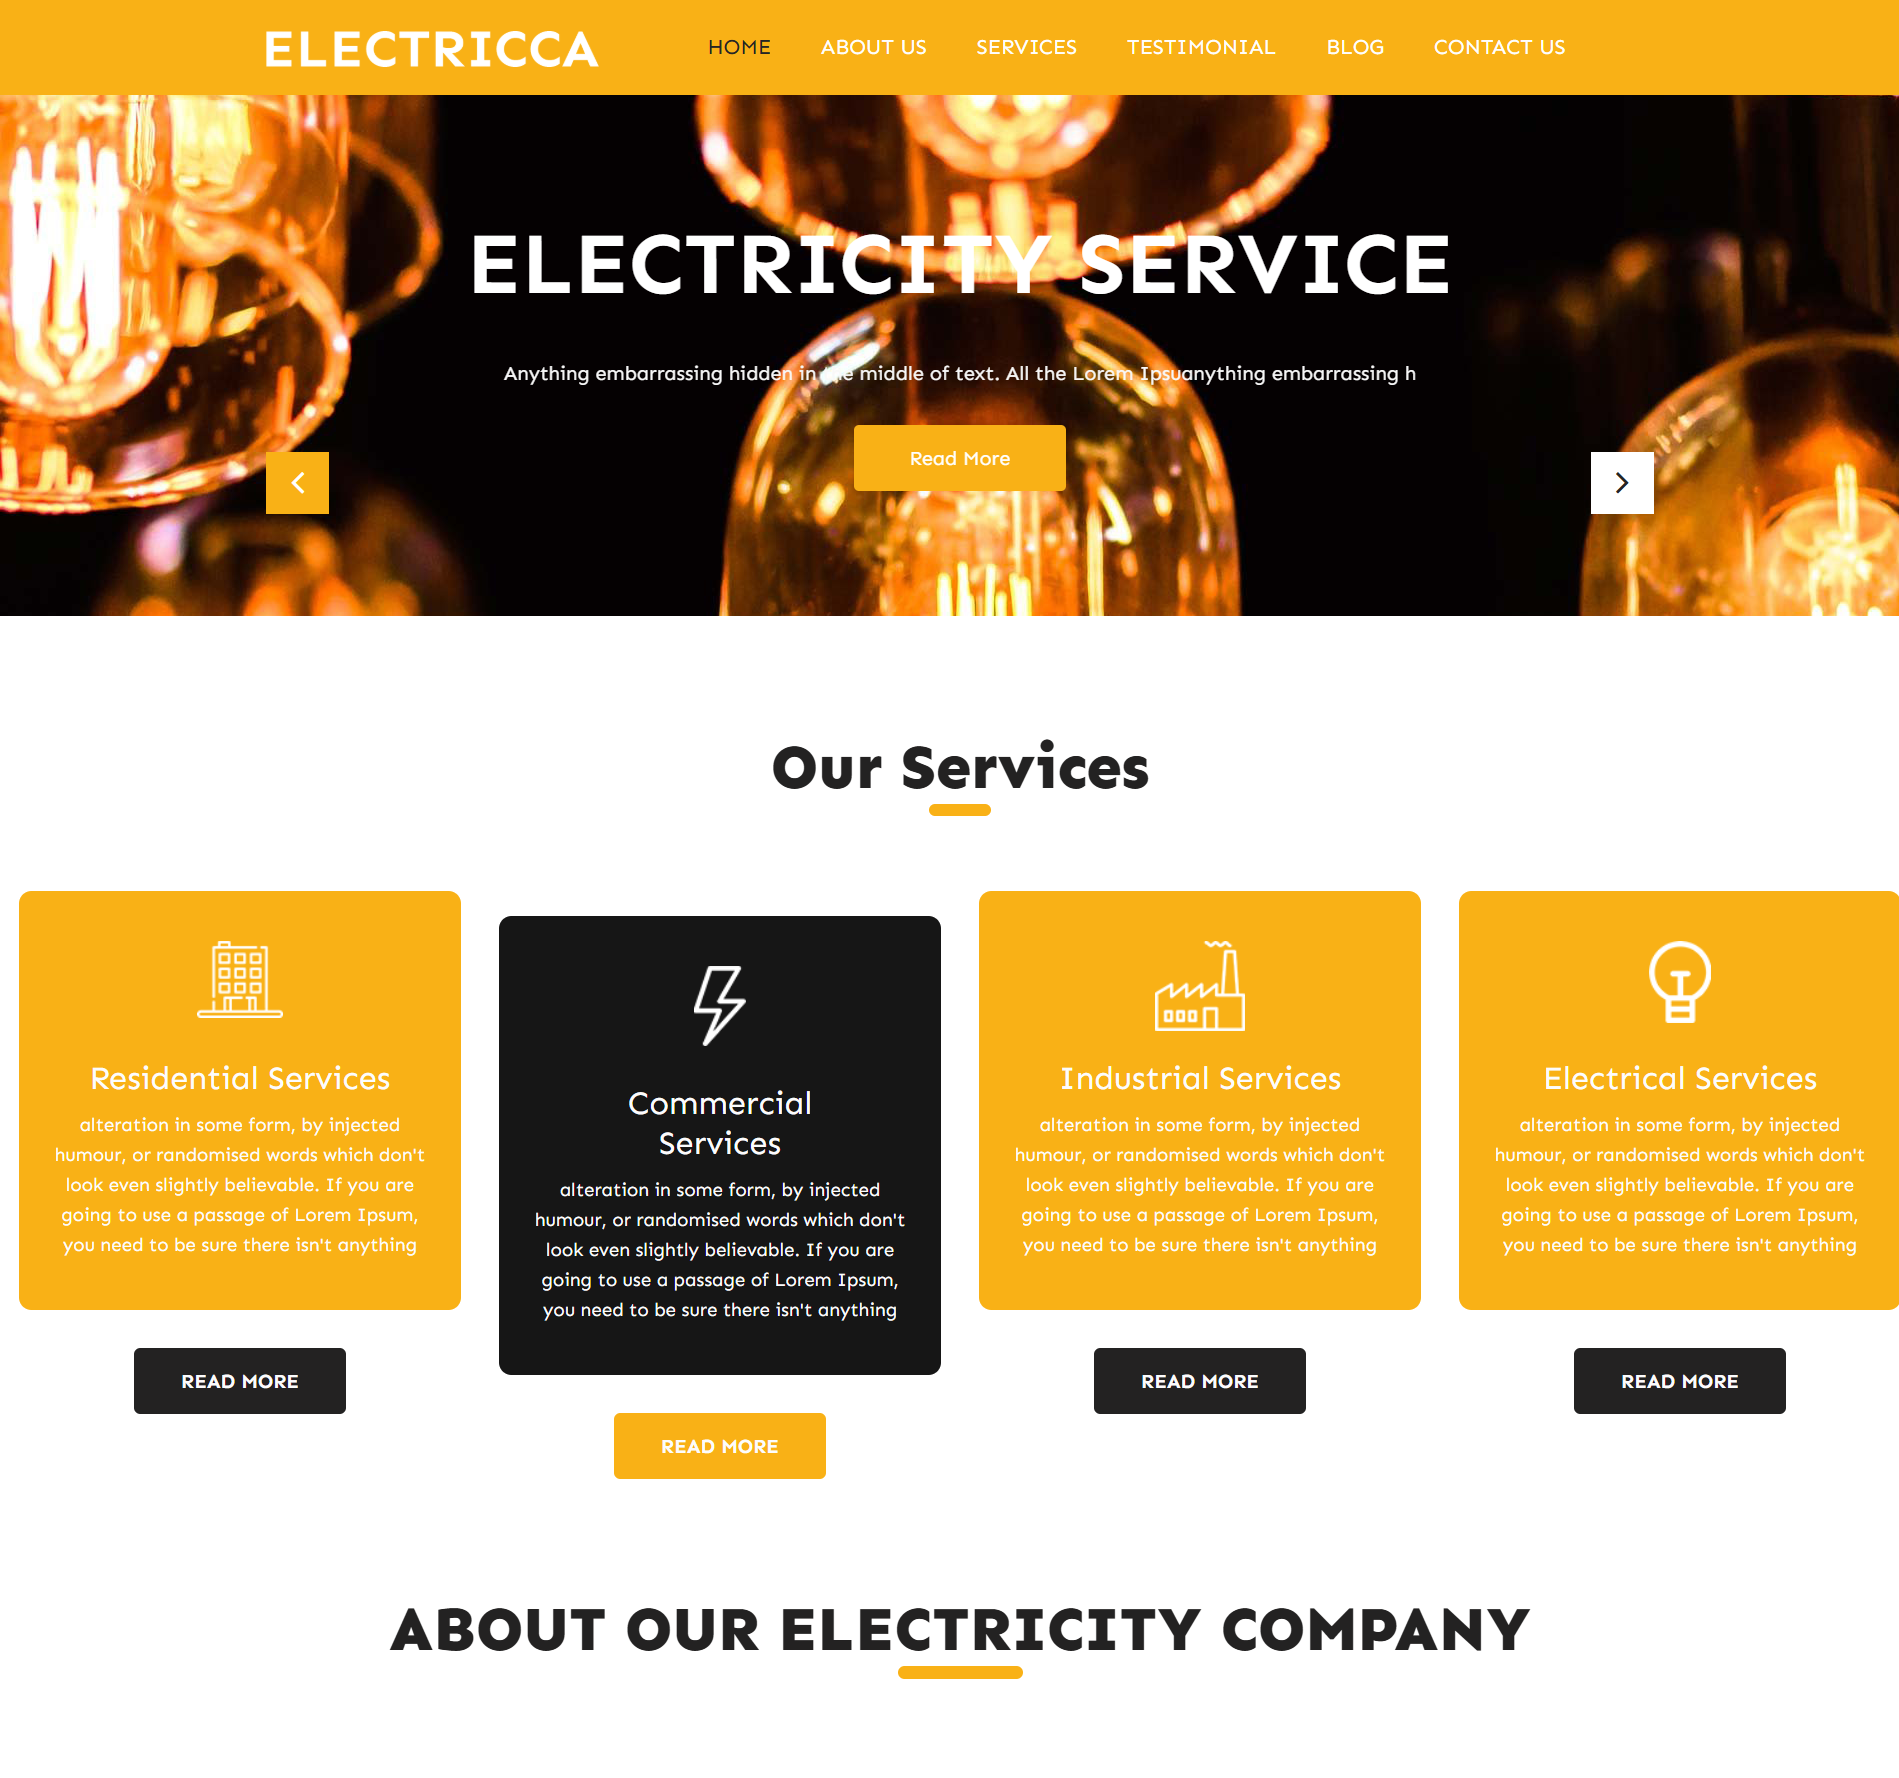 ELECTRICCA
HOME ABOUT US SERVICES TESTIMONIAL BLOG CONTACT US
ELECTRICITY SERVICE
Anything embarrassing hidden in the middle of text. All the Lorem Ipsuanything embarrassing h
Read More
Our Services
Residential Services
alteration in some form, by injected
humour, or randomised words which don't
look even slightly believable. If you are
going to use a passage of Lorem Ipsum,
you need to be sure there isn't anything
READ MORE
Commercial
Services
alteration in some form, by injected
humour, or randomised words which don't
look even slightly believable. If you are
going to use a passage of Lorem Ipsum,
you need to be sure there isn't anything
READ MORE
Industrial Services
alteration in some form, by injected
humour, or randomised words which don't
look even slightly believable. If you are
going to use a passage of Lorem Ipsum,
you need to be sure there isn't anything
READ MORE
Electrical Services
alteration in some form, by injected
humour, or randomised words which don't
look even slightly believable. If you are
going to use a passage of Lorem Ipsum,
you need to be sure there isn't anything
READ MORE
ABOUT OUR ELECTRICITY COMPANY